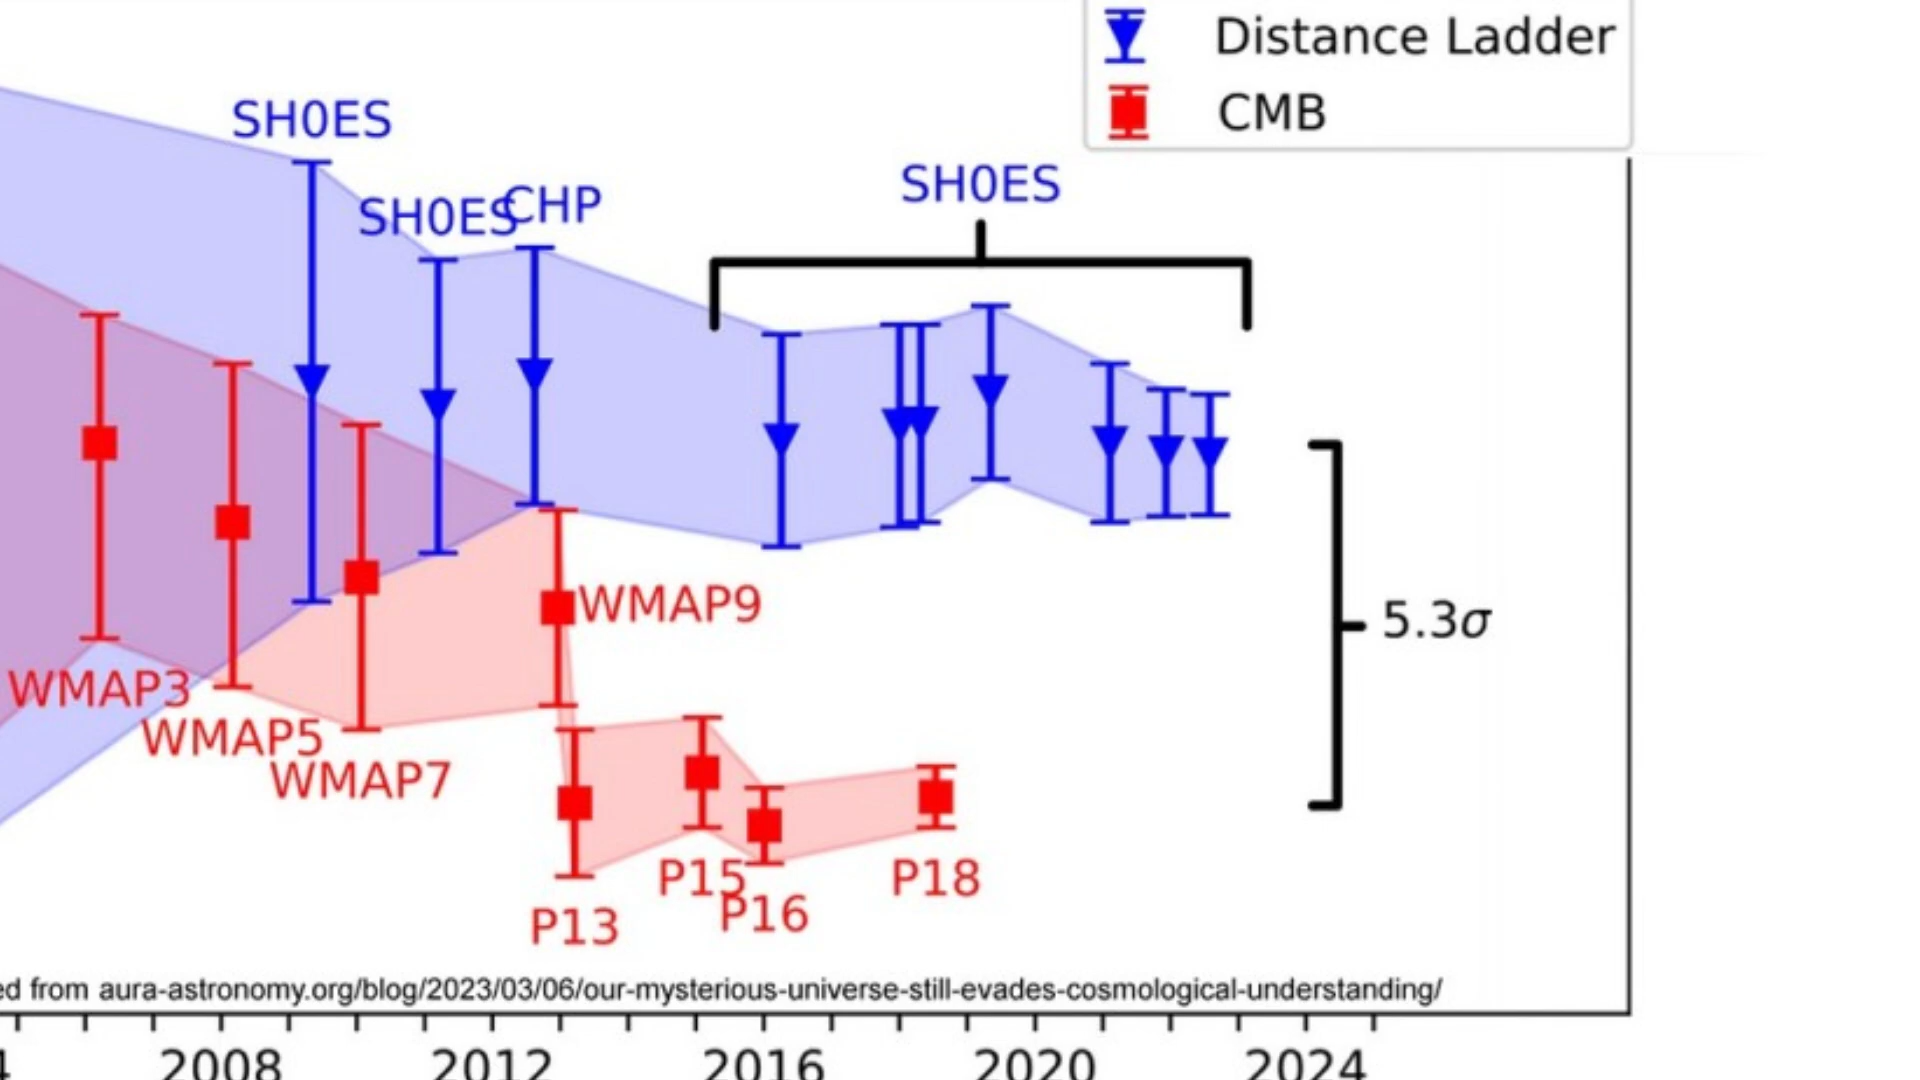 Distance Ladder
CMB
SH0ES
SH0ES
CHP
SH0ES
WMAP9
5.3σ
WMAP3
WMAP5
WMAP7
P15
P18
P16
P13
from aura-astronomy.org/blog/2023/03/06/our-mysterious-universe-still-evades-cosmological-understanding/
2008 2012 2016 2020 2024